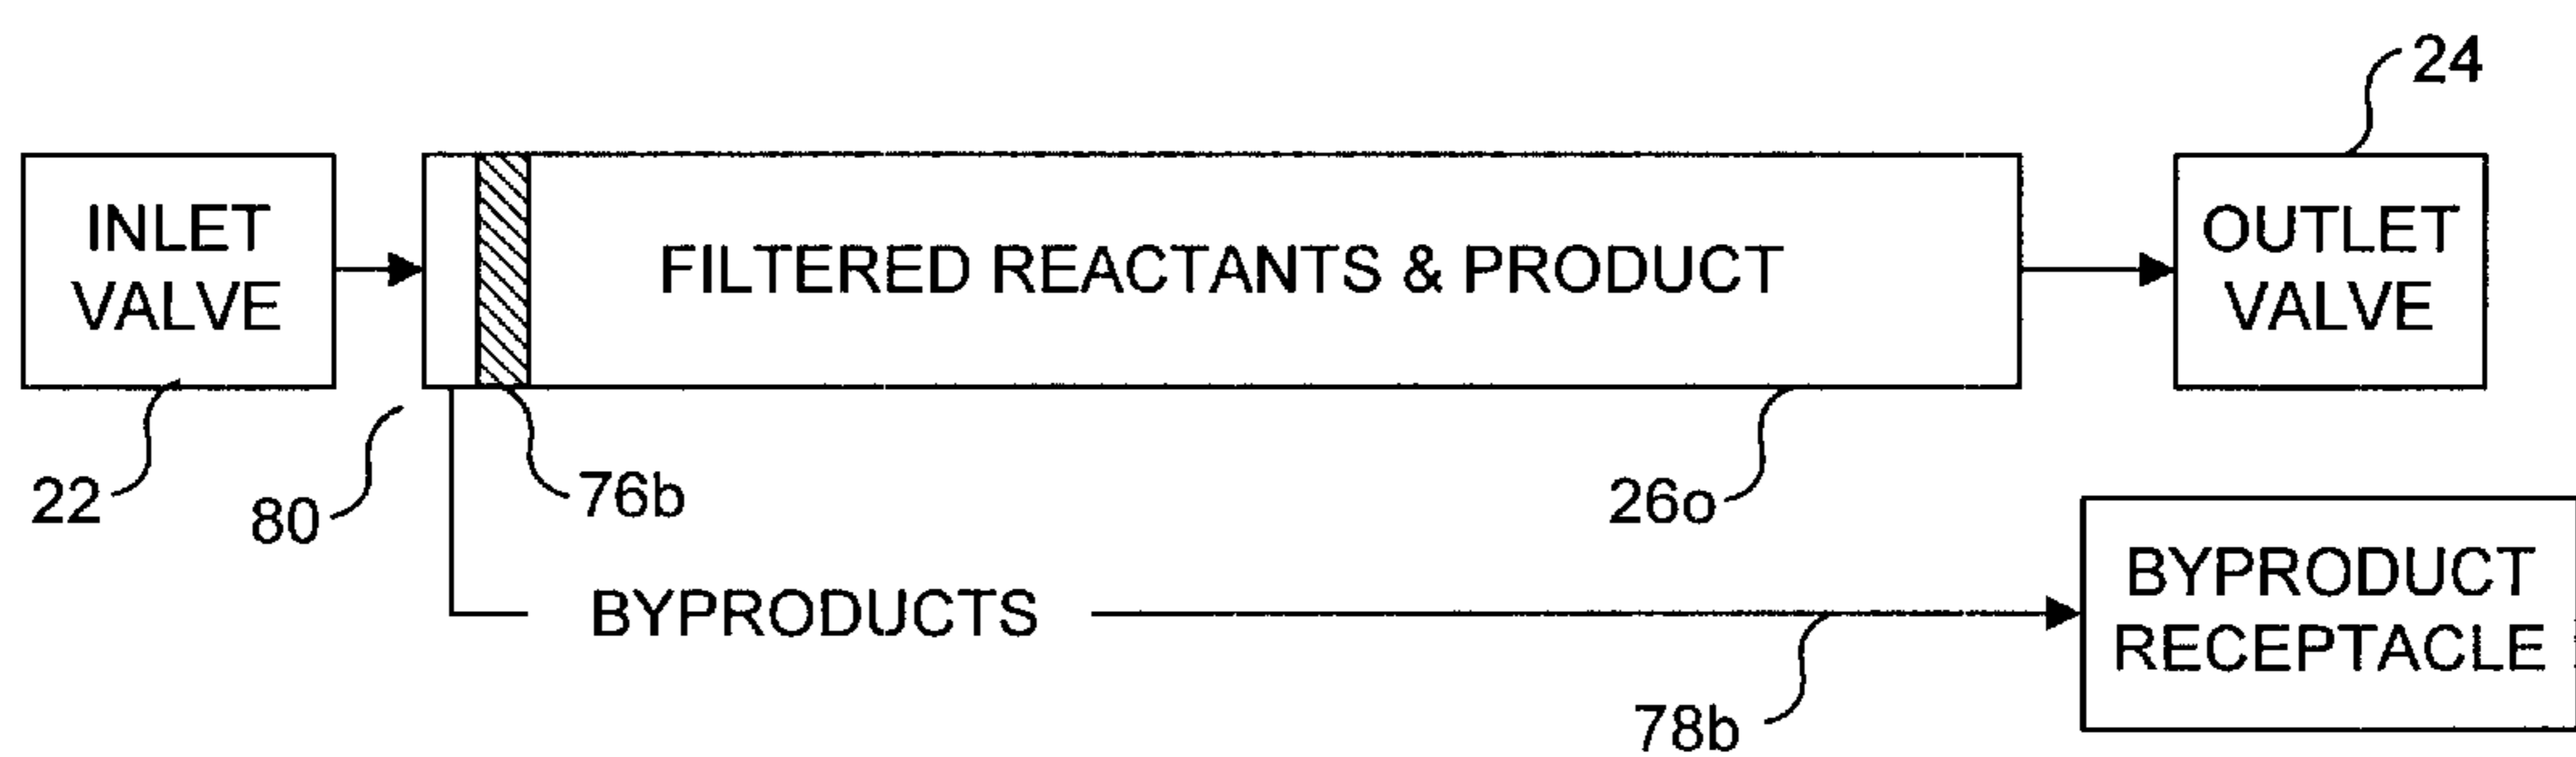 24
INLET
VALVE
FILTERED REACTANTS & PRODUCT
OUTLET
VALVE
22
80
76b
26o
BYPRODUCTS
78b
BYPRODUCT
RECEPTACLE